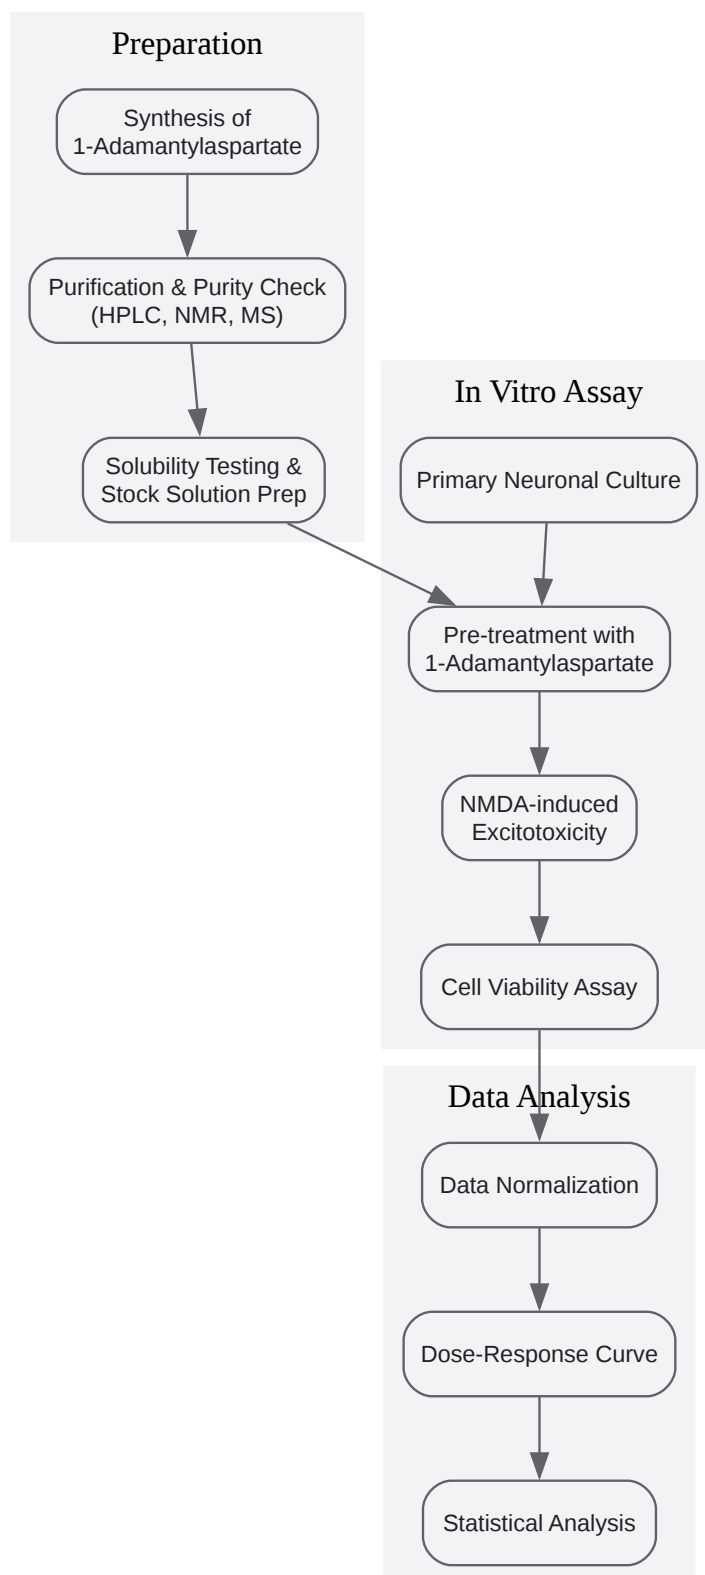 Preparation
Synthesis of
1-Adamantylaspartate
Purification & Purity Check
(HPLC, NMR, MS)
Solubility Testing &
Stock Solution Prep
In Vitro Assay
Primary Neuronal Culture
Pre-treatment with
1-Adamantylaspartate
NMDA-induced
Excitotoxicity
Cell Viability Assay
Data Analysis
Data Normalization
Dose-Response Curve
Statistical Analysis